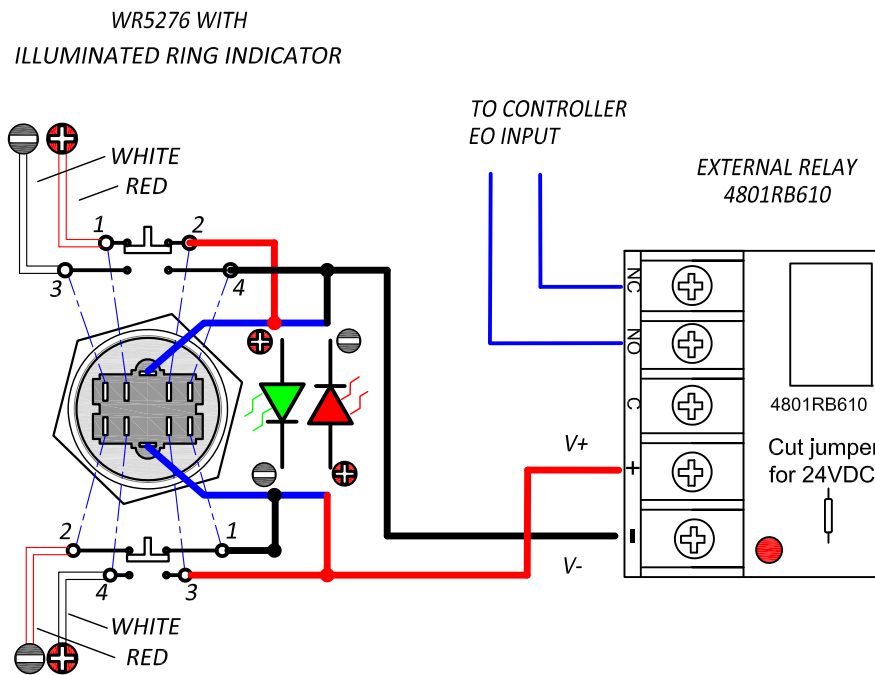 WR5276 WITH
ILLUMINATED RING INDICATOR
TO CONTROLLER
EO INPUT
EXTERNAL RELAY
4801RB610
WHITE
RED
1
2
3
4
NC
NO
C
+
-
4801RB610
Cut jumper
for 24VDC
V+
V-
2
1
4
3
WHITE
RED